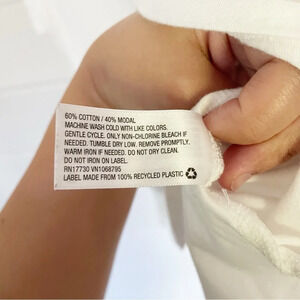 60% COTTON / 40% MODAL
MACHINE WASH COLD WITH LIKE COLORS.
GENTLE CYCLE. ONLY NON-CHLORINE BLEACH IF
NEEDED. TUMBLE DRY LOW. REMOVE PROMPTLY.
WARM IRON IF NEEDED. DO NOT DRY CLEAN.
DO NOT IRON ON LABEL.
RN17730 VN1068795
LABEL MADE FROM 100% RECYCLED PLASTIC